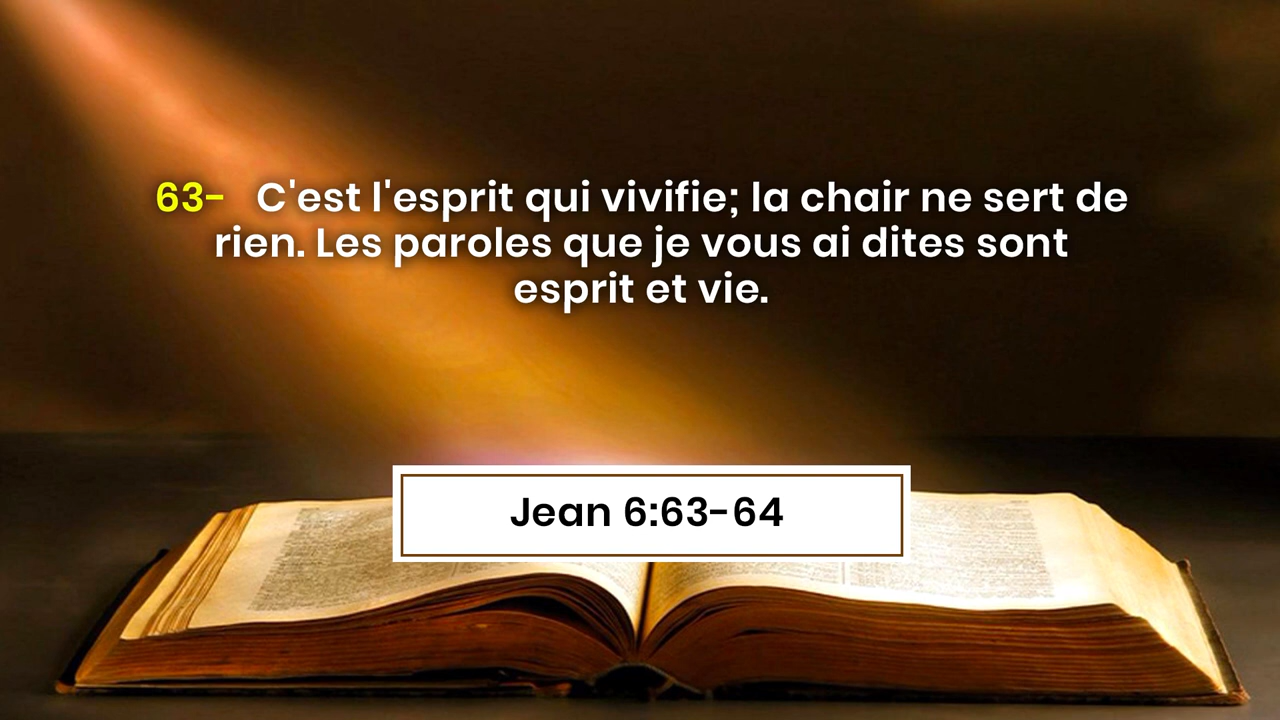 63- C'est l'esprit qui vivifie; la chair ne sert de
rien. Les paroles que je vous ai dites sont
esprit et vie.
Jean 6:63-64